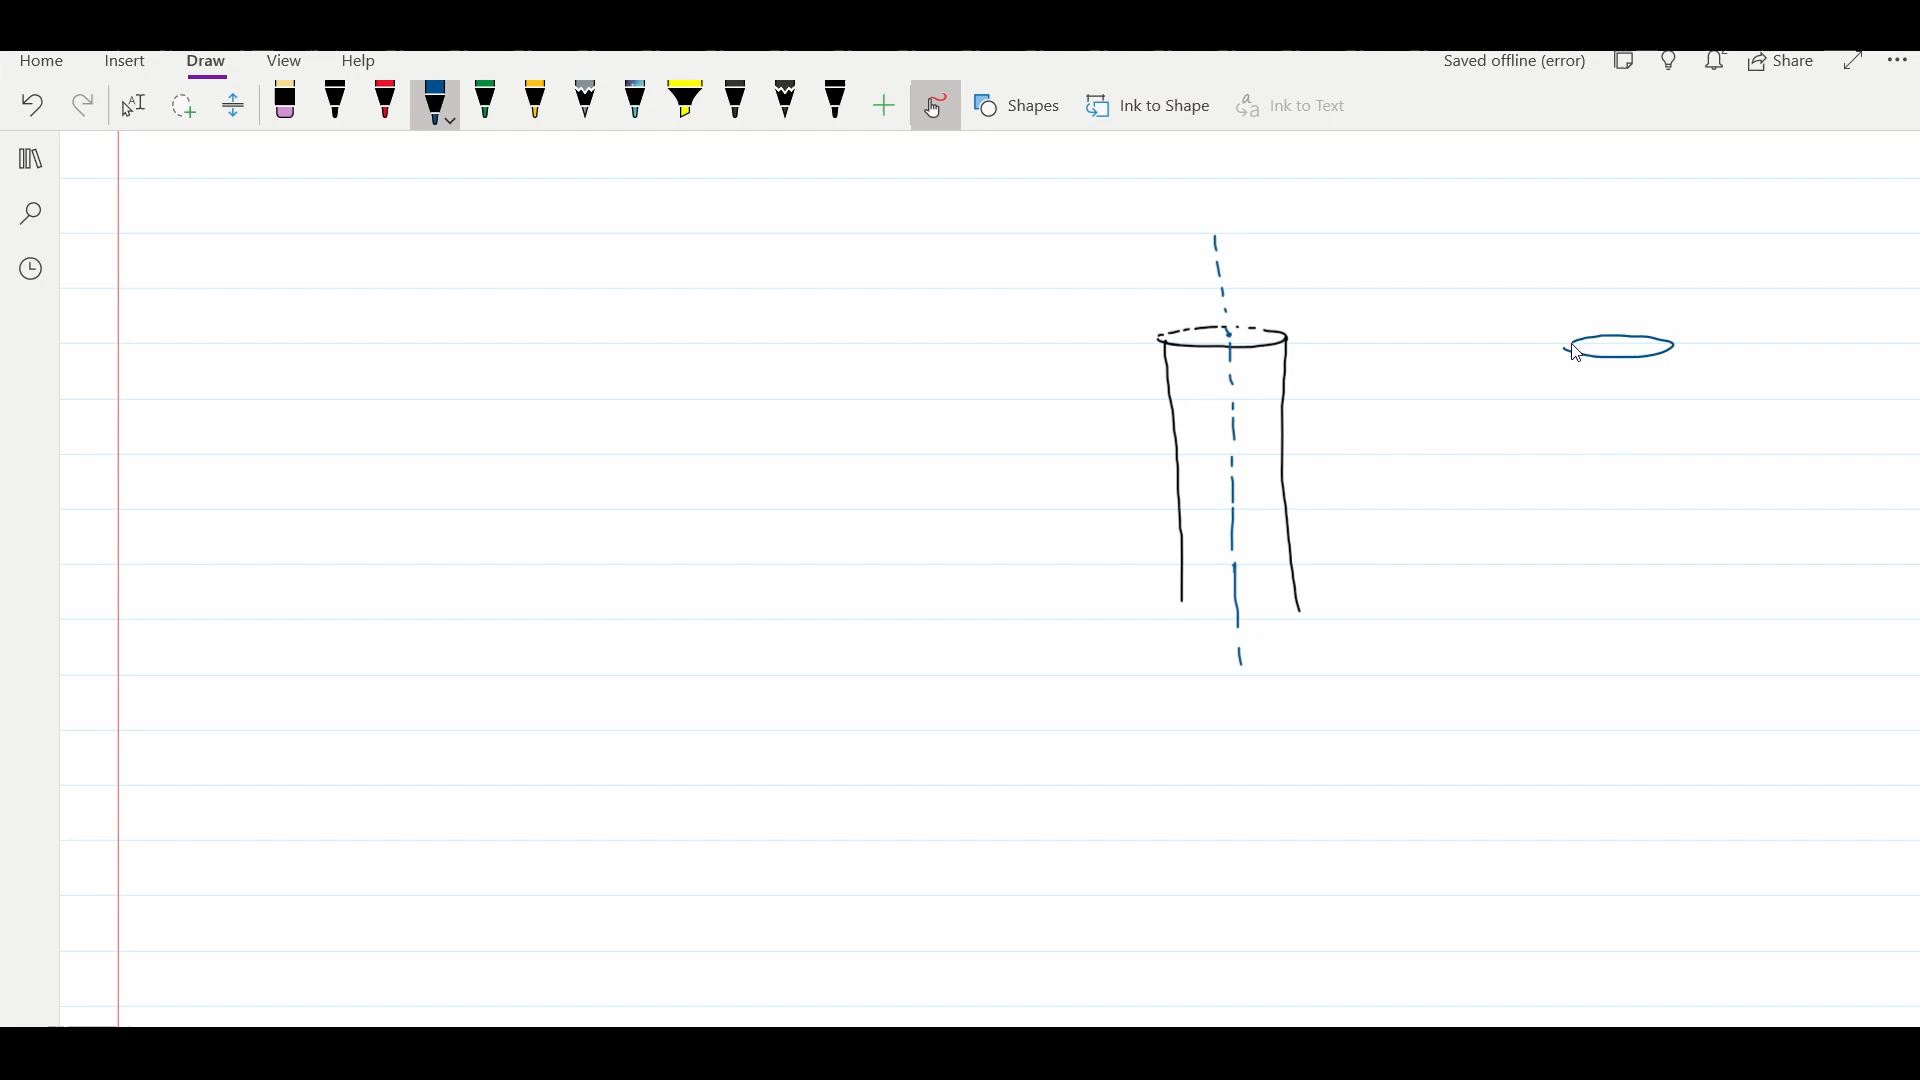 Home Insert Draw View Help Saved offline (error) Share
Shapes Ink to Shape Ink to Text